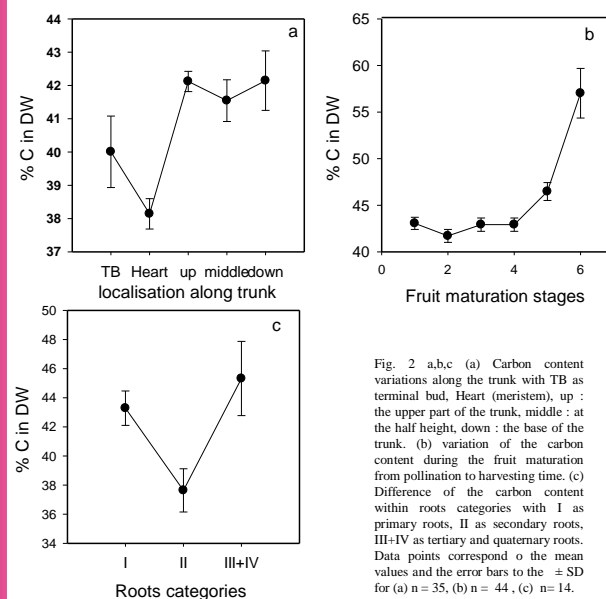 a
44
43
42
41
40
39
38
37
% C in DW
TB Heart up middle down
localisation along trunk
b
65
60
55
50
45
40
% C in DW
0 2 4 6
Fruit maturation stages
c
50
48
46
44
42
40
38
36
34
% C in DW
I II III+IV
Roots categories
Fig. 2 a,b,c (a) Carbon content
variations along the trunk with TB as
terminal bud, Heart (meristem), up :
the upper part of the trunk, middle : at
the half height, down : the base of the
trunk. (b) variation of the carbon
content during the fruit maturation
from pollination to harvesting time. (c)
Difference of the carbon content
within roots categories with I as
primary roots, II as secondary roots,
III+IV as tertiary and quaternary roots.
Data points correspond o the mean
values and the error bars to the ± SD
for (a) n = 35, (b) n = 44 , (c) n= 14.